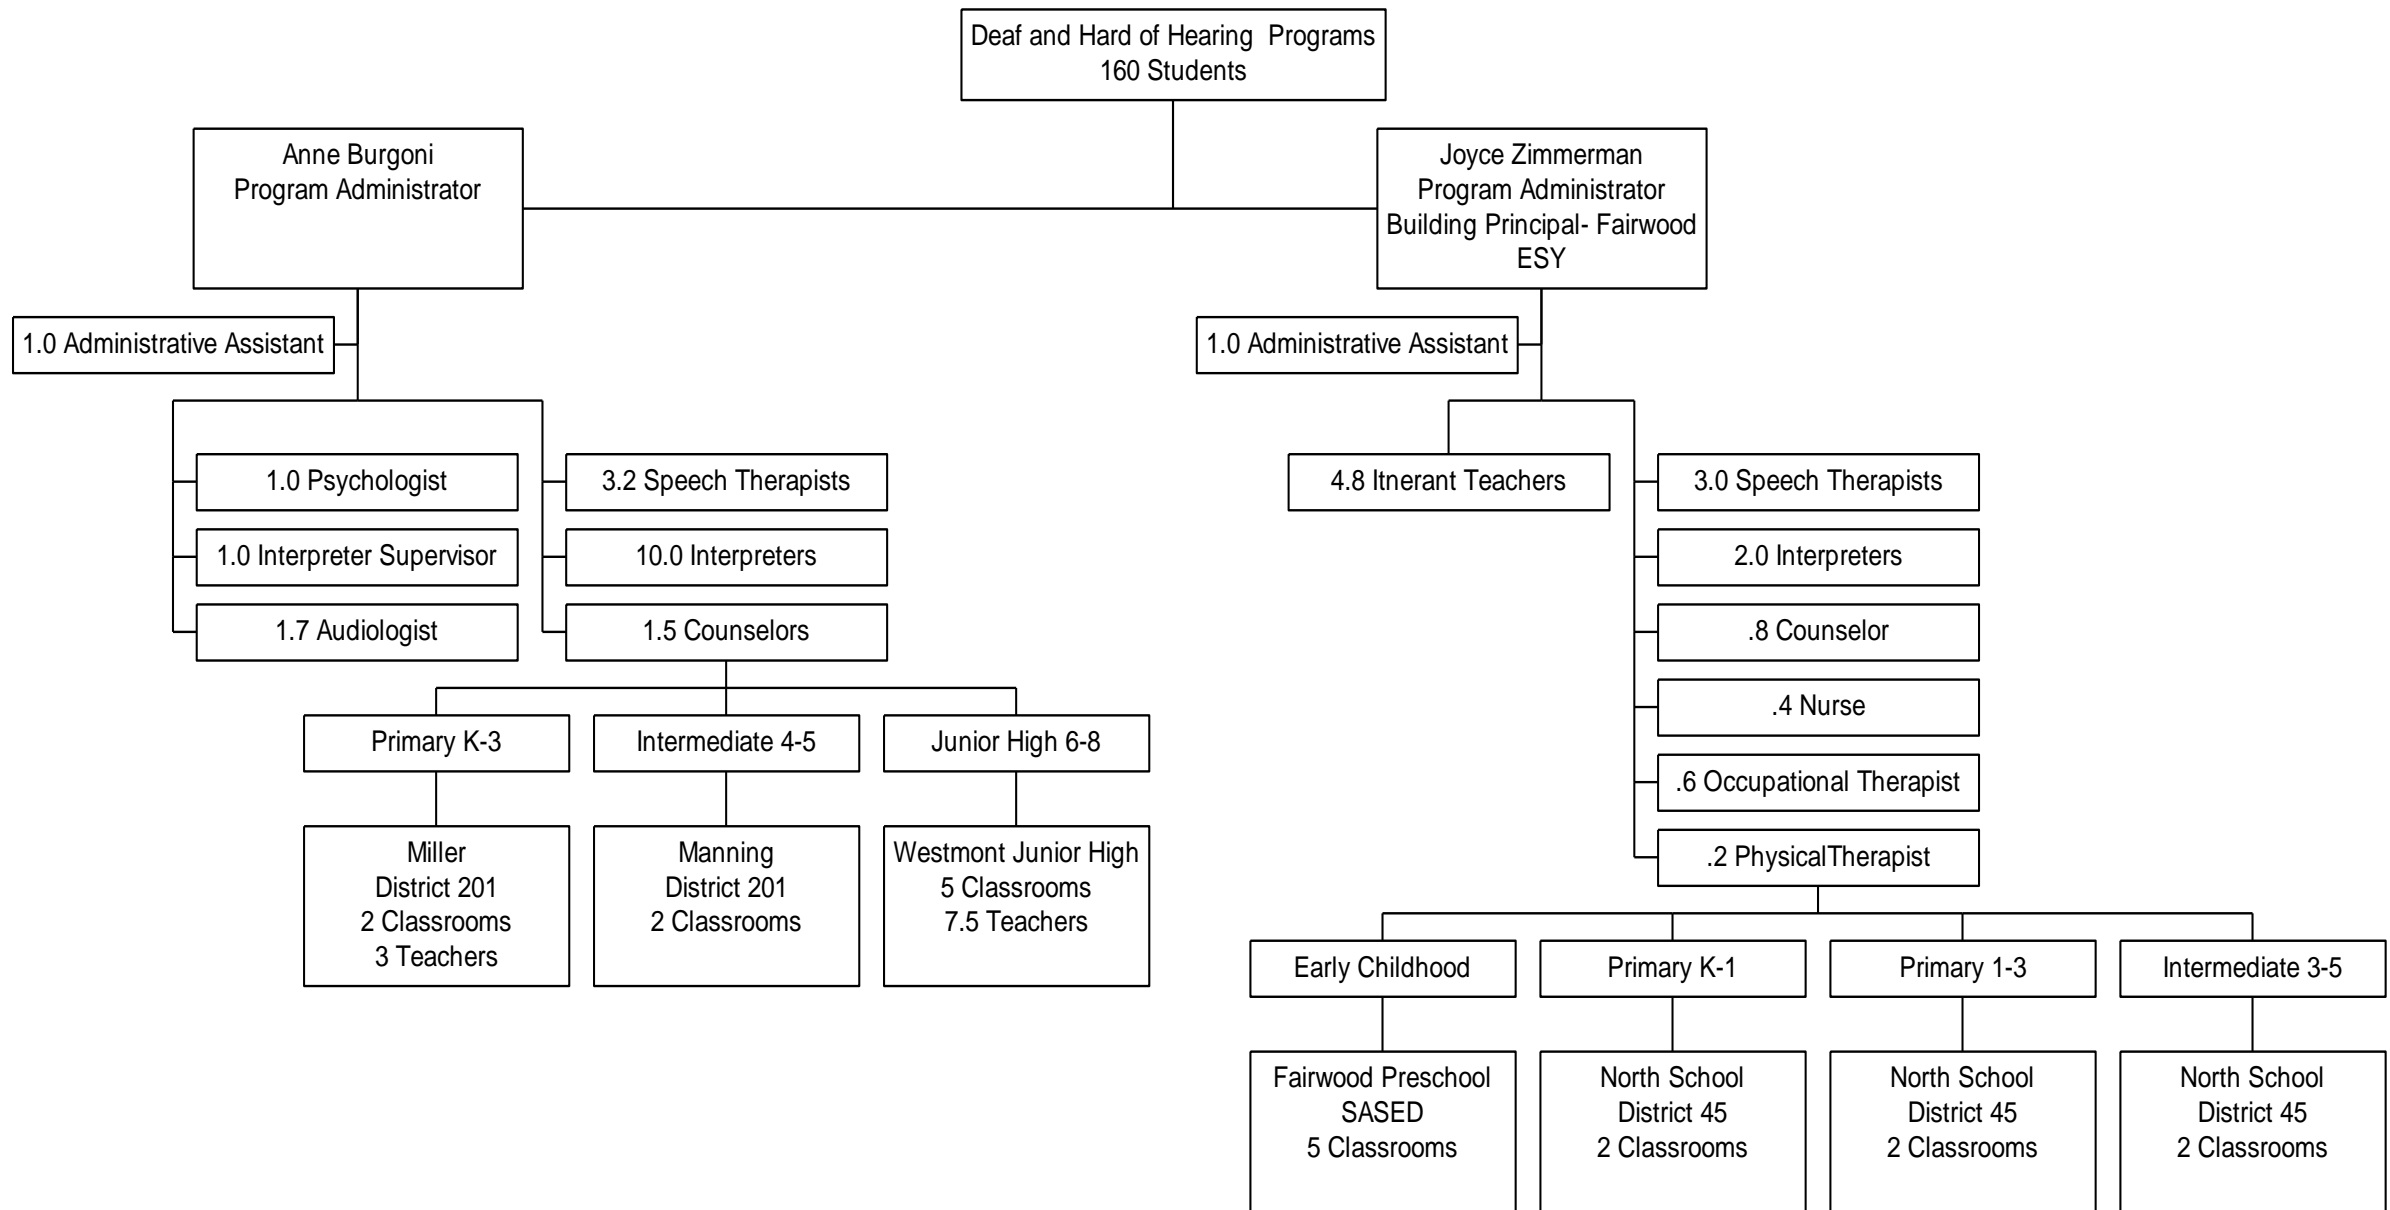 Deaf and Hard of Hearing  Programs
160 Students
Anne Burgoni
Program Administrator
Joyce Zimmerman
Program Administrator
Building Principal- Fairwood
ESY
1.0 Administrative Assistant
1.0 Administrative Assistant
1.0 Psychologist
1.0 Interpreter Supervisor
1.7 Audiologist
3.2 Speech Therapists
10.0 Interpreters
1.5 Counselors
4.8 Itnerant Teachers
3.0 Speech Therapists
2.0 Interpreters
.8 Counselor
.4 Nurse
.6 Occupational Therapist
.2 PhysicalTherapist
Primary K-3
Intermediate 4-5
Junior High 6-8
Miller
District 201
2 Classrooms
3 Teachers
Manning
District 201
2 Classrooms
Westmont Junior High
5 Classrooms
7.5 Teachers
Early Childhood
Primary K-1
Primary 1-3
Intermediate 3-5
Fairwood Preschool
SASED
5 Classrooms
North School
District 45
2 Classrooms
North School
District 45
2 Classrooms
North School
District 45
2 Classrooms